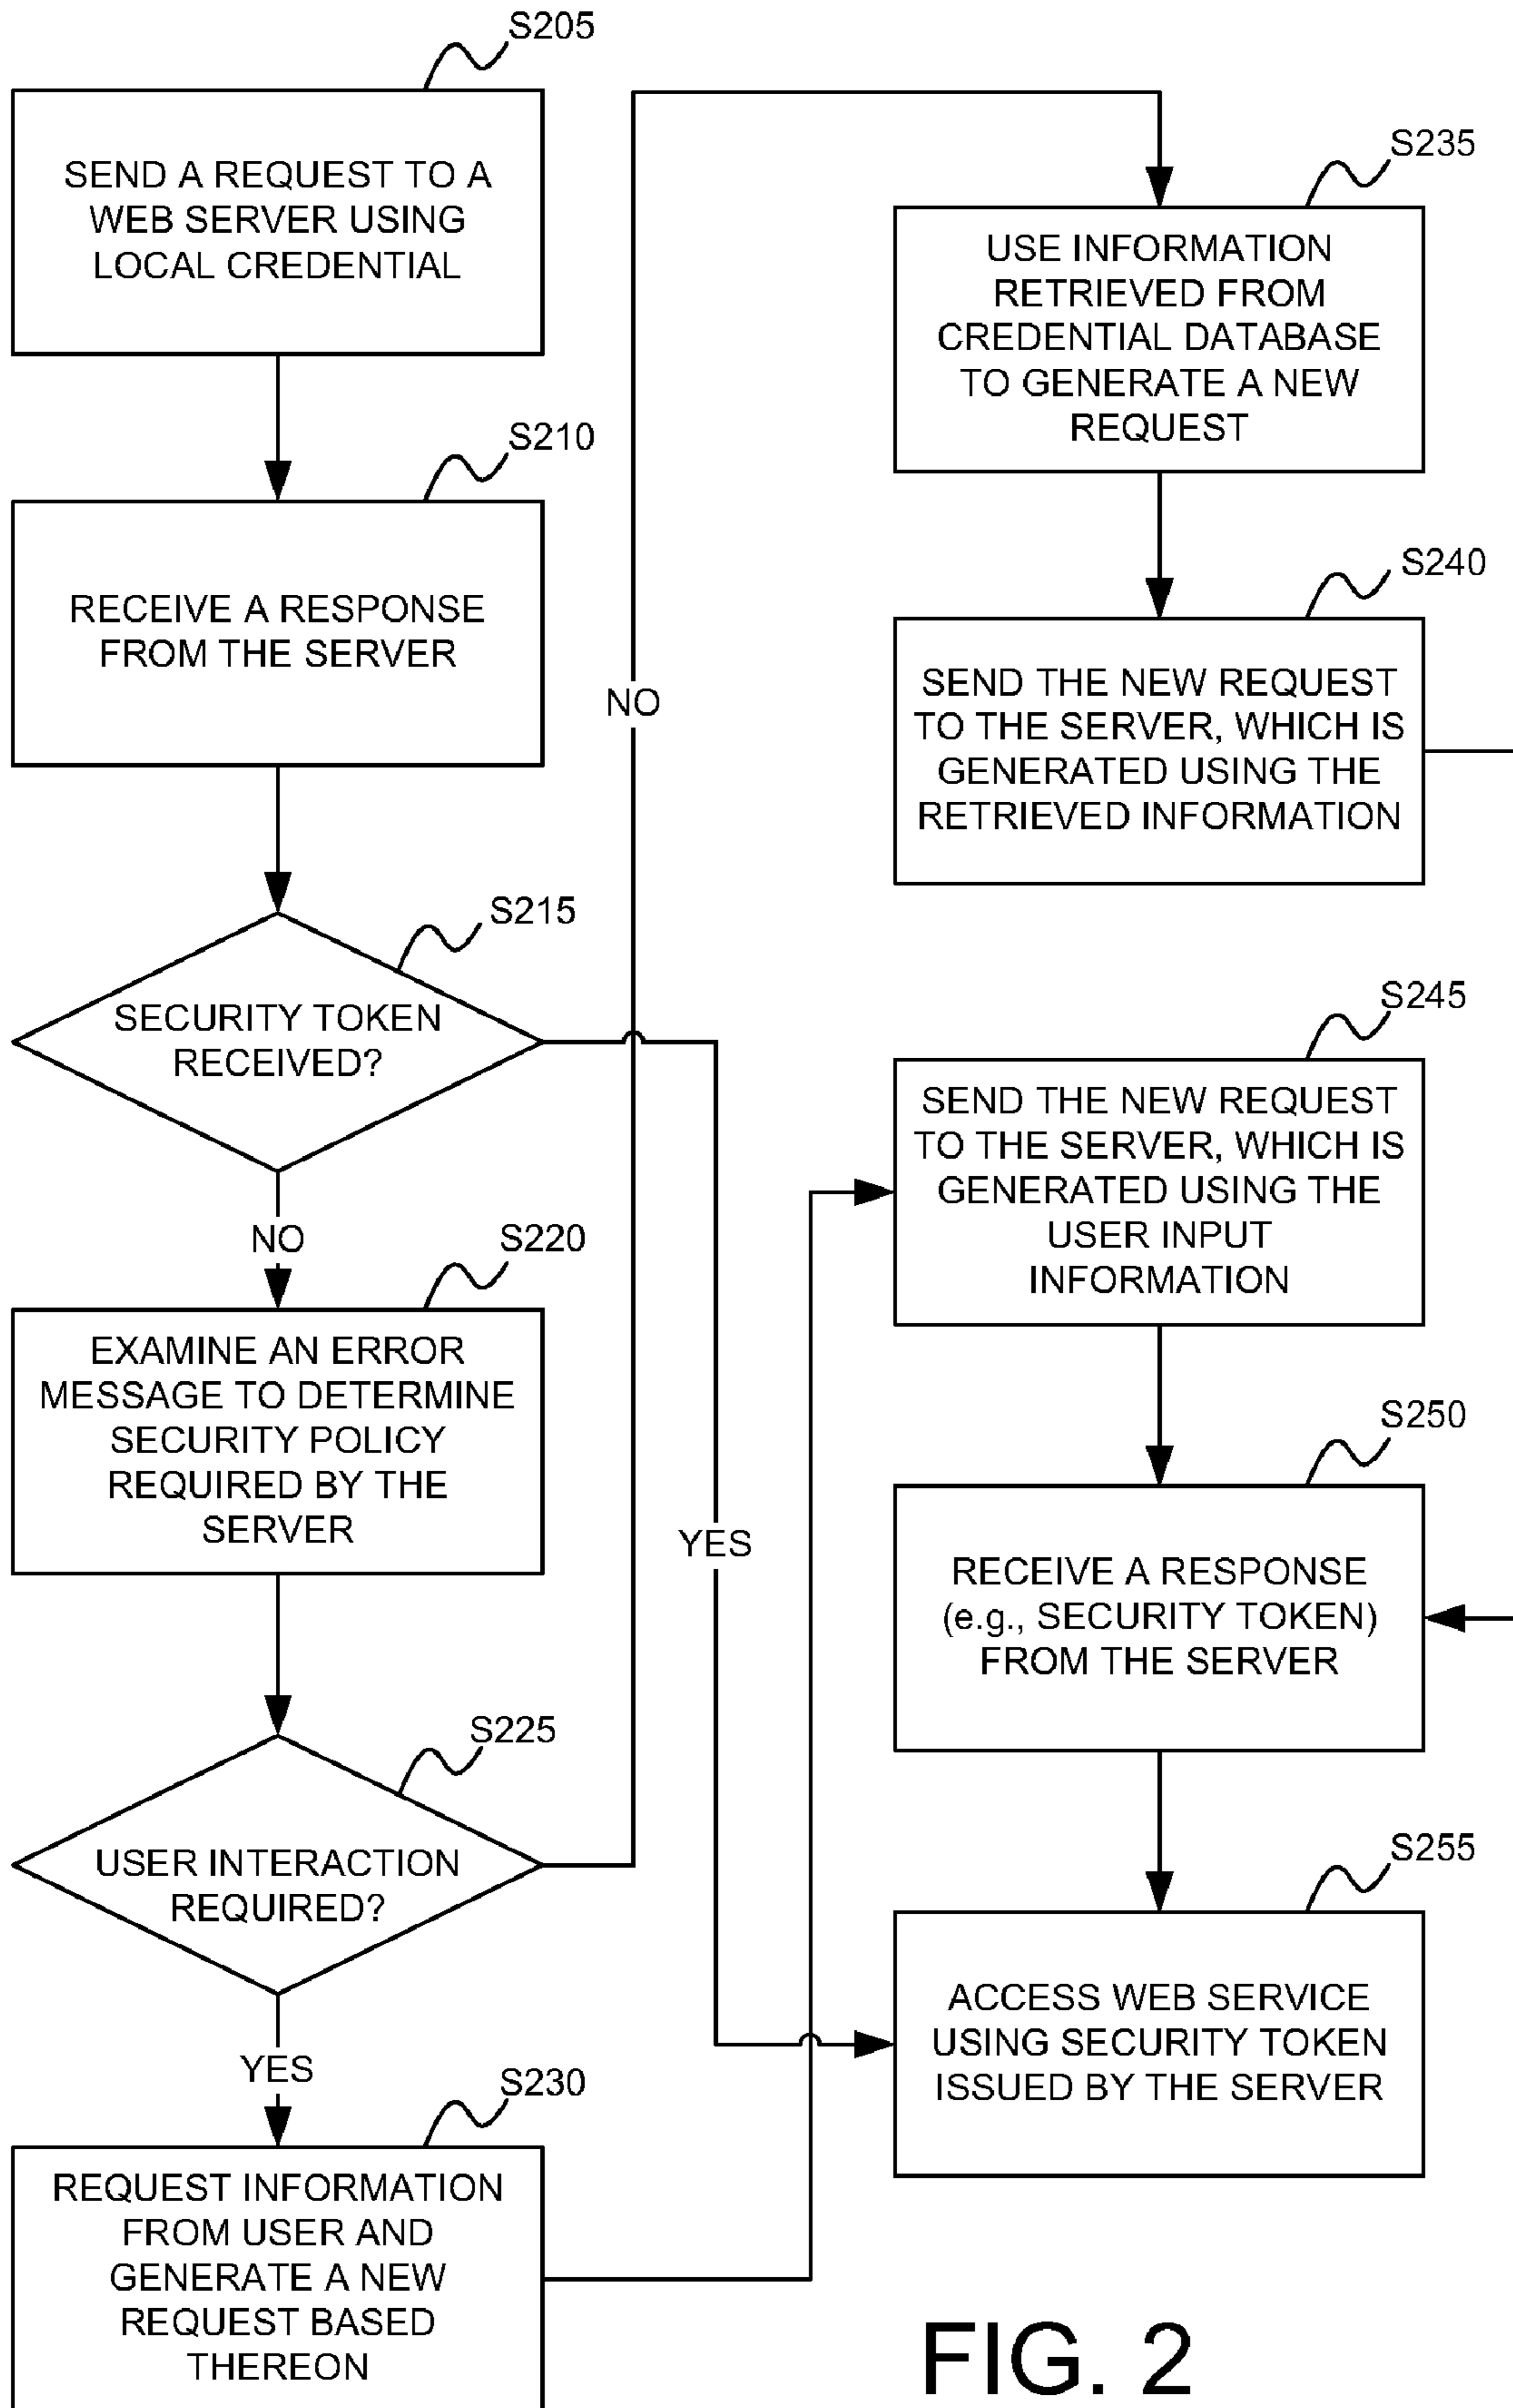 S205
SEND A REQUEST TO A
WEB SERVER USING
LOCAL CREDENTIAL
S210
RECEIVE A RESPONSE
FROM THE SERVER
S215
SECURITY TOKEN
RECEIVED?
NO
S220
EXAMINE AN ERROR
MESSAGE TO DETERMINE
SECURITY POLICY
REQUIRED BY THE
SERVER
S225
USER INTERACTION
REQUIRED?
YES
S230
REQUEST INFORMATION
FROM USER AND
GENERATE A NEW
REQUEST BASED
THEREON
NO
YES
S235
USE INFORMATION
RETRIEVED FROM
CREDENTIAL DATABASE
TO GENERATE A NEW
REQUEST
S240
SEND THE NEW REQUEST
TO THE SERVER, WHICH IS
GENERATED USING THE
RETRIEVED INFORMATION
S245
SEND THE NEW REQUEST
TO THE SERVER, WHICH IS
GENERATED USING THE
USER INPUT
INFORMATION
S250
RECEIVE A RESPONSE
(e.g., SECURITY TOKEN)
FROM THE SERVER
S255
ACCESS WEB SERVICE
USING SECURITY TOKEN
ISSUED BY THE SERVER
FIG. 2